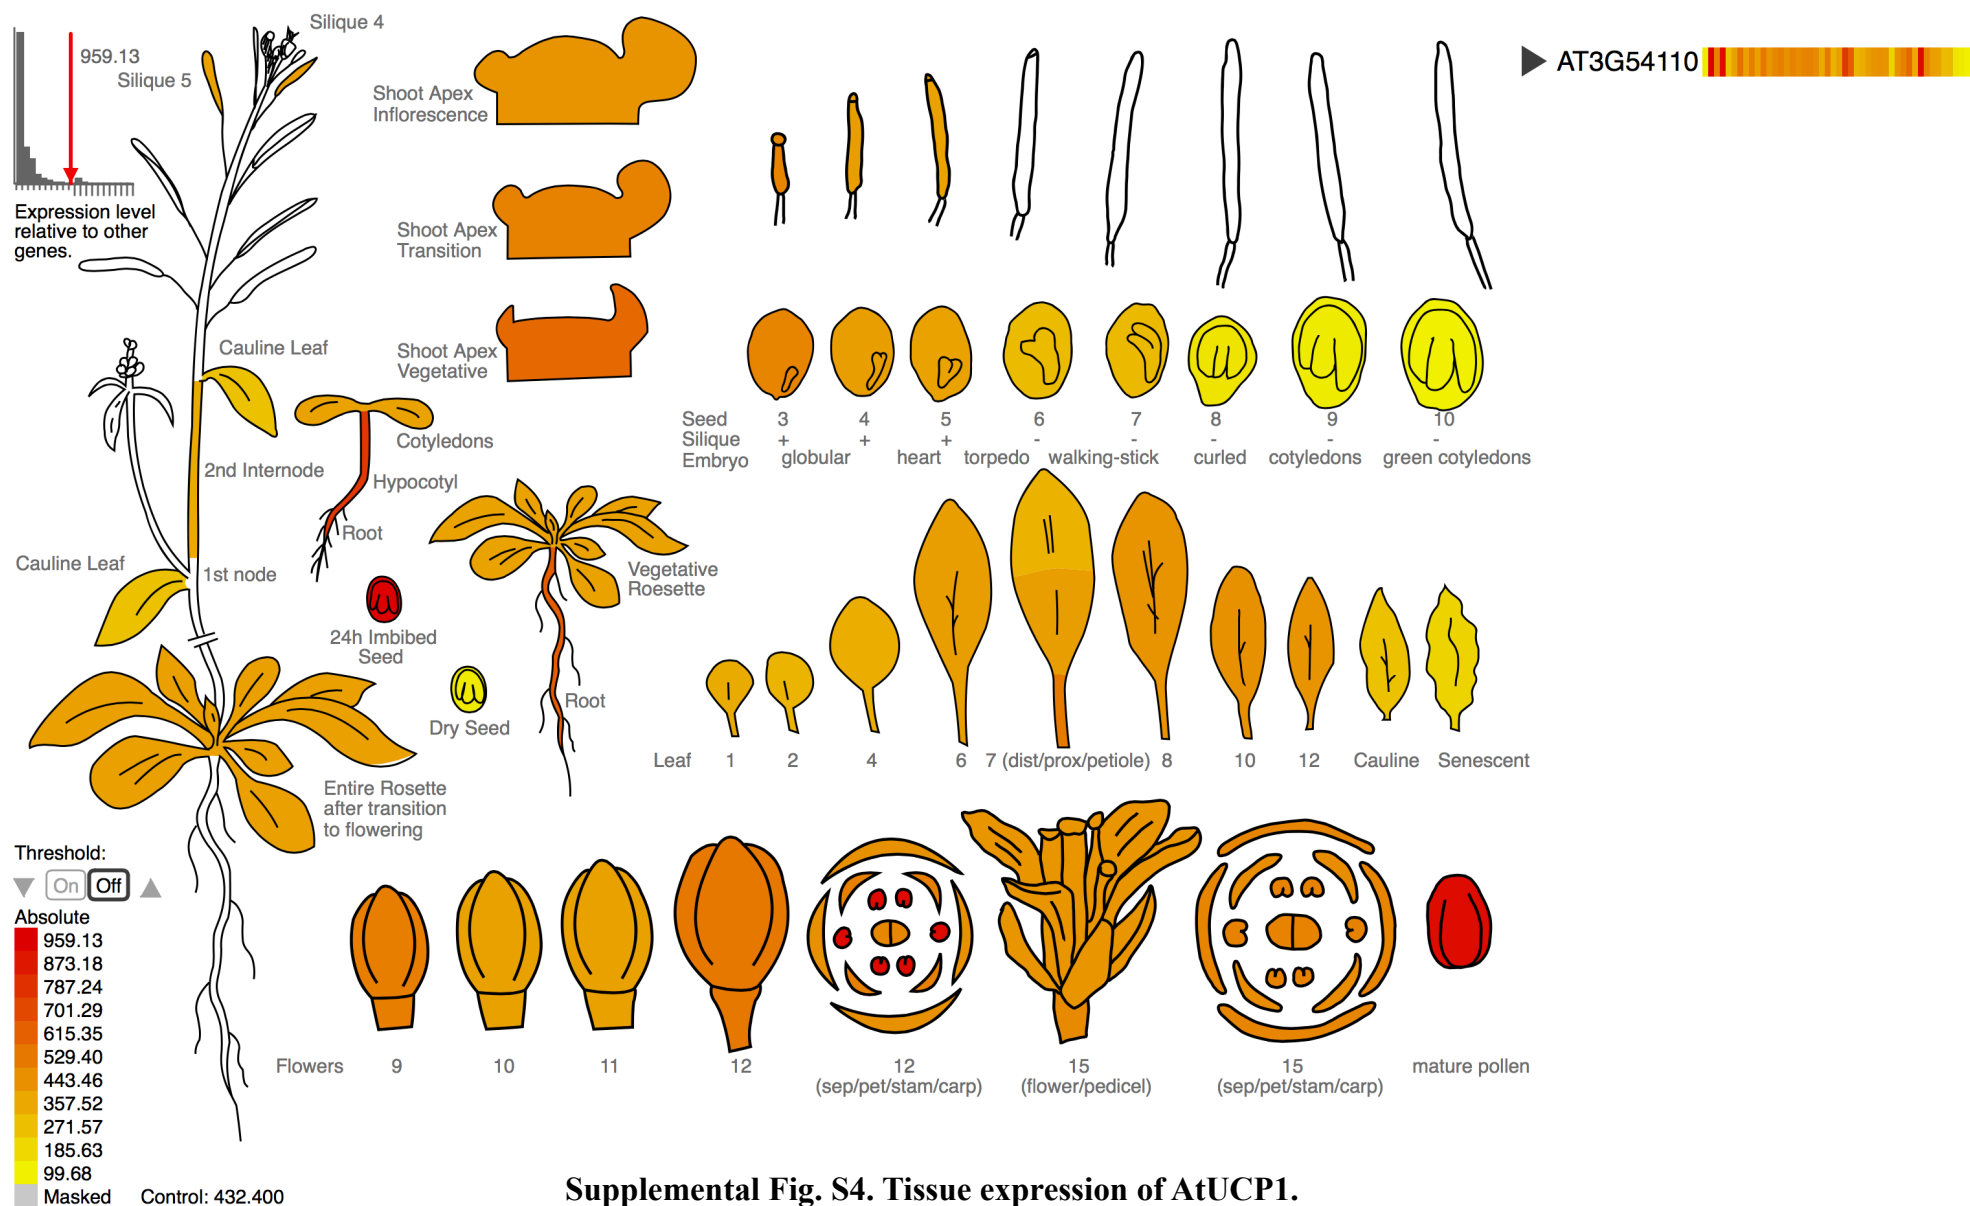 959.13
Expression level
relative to other
genes.
Silique 4
Silique 5
Shoot Apex
Inflorescence
Shoot Apex
Transition
Shoot Apex
Vegetative
AT3G54110
Cauline Leaf
2nd Internode
Cauline Leaf
1st node
Cotyledons
Hypocotyl
Root
24h Imbibed
Seed
Dry Seed
Vegetative
Roesette
Root
Entire Rosette
after transition
to flowering
Seed 3 4 5 6 7 8 9 10
Silique + + + - - - - -
Embryo globular heart torpedo walking-stick curled cotyledons green cotyledons
Leaf 1 2 4 6 7 (dist/prox/petiole) 8 10 12 Cauline Senescent
Flowers 9 10 11 12 12 15 15 mature pollen
(sep/pet/stam/carp) (flower/pedicel) (sep/pet/stam/carp)
Threshold:
On Off
Absolute
959.13
873.18
787.24
701.29
615.35
529.40
443.46
357.52
271.57
185.63
99.68
Masked Control: 432.400
Supplemental Fig. S4. Tissue expression of AtUCP1.